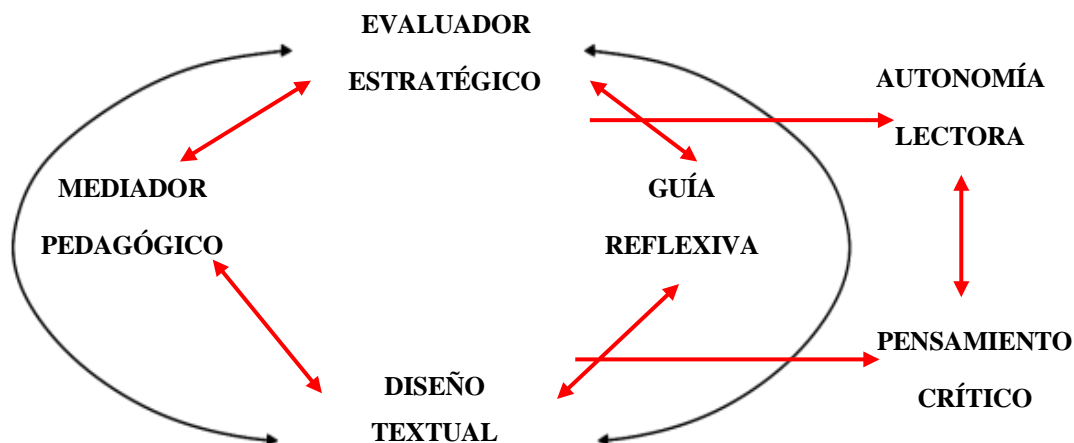 EVALUADOR
ESTRATÉGICO
AUTONOMÍA
LECTORA
MEDIADOR
PEDAGÓGICO
GUÍA
REFLEXIVA
PENSAMIENTO
CRÍTICO
DISEÑO
TEXTUAL